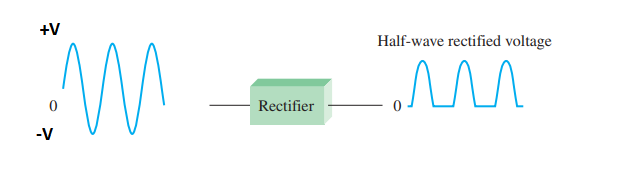 +V
Half-wave rectified voltage
0
Rectifier
0
-V